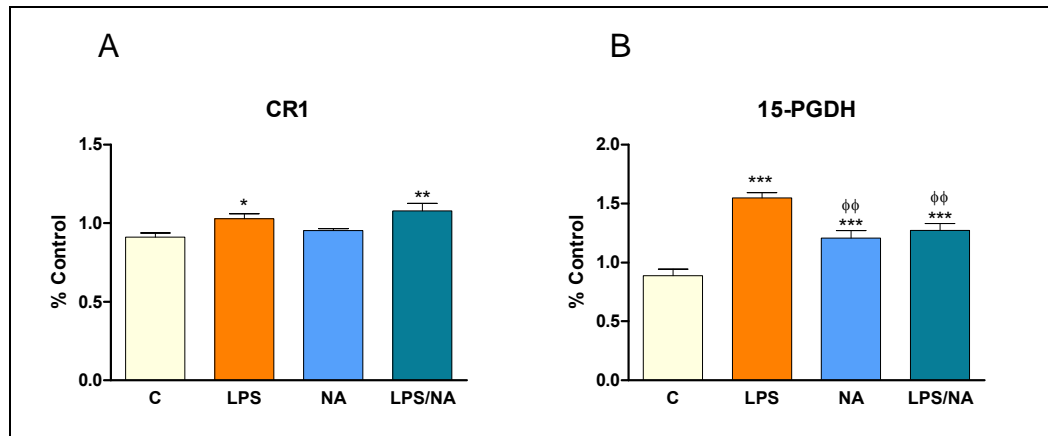 A
CR1
% Control
1.5
1.0
0.5
0.0
*
**
C LPS NA LPS/NA
B
15-PGDH
% Control
2.0
1.5
1.0
0.5
0.0
***
ϕϕ
***
ϕϕ
***
C LPS NA LPS/NA